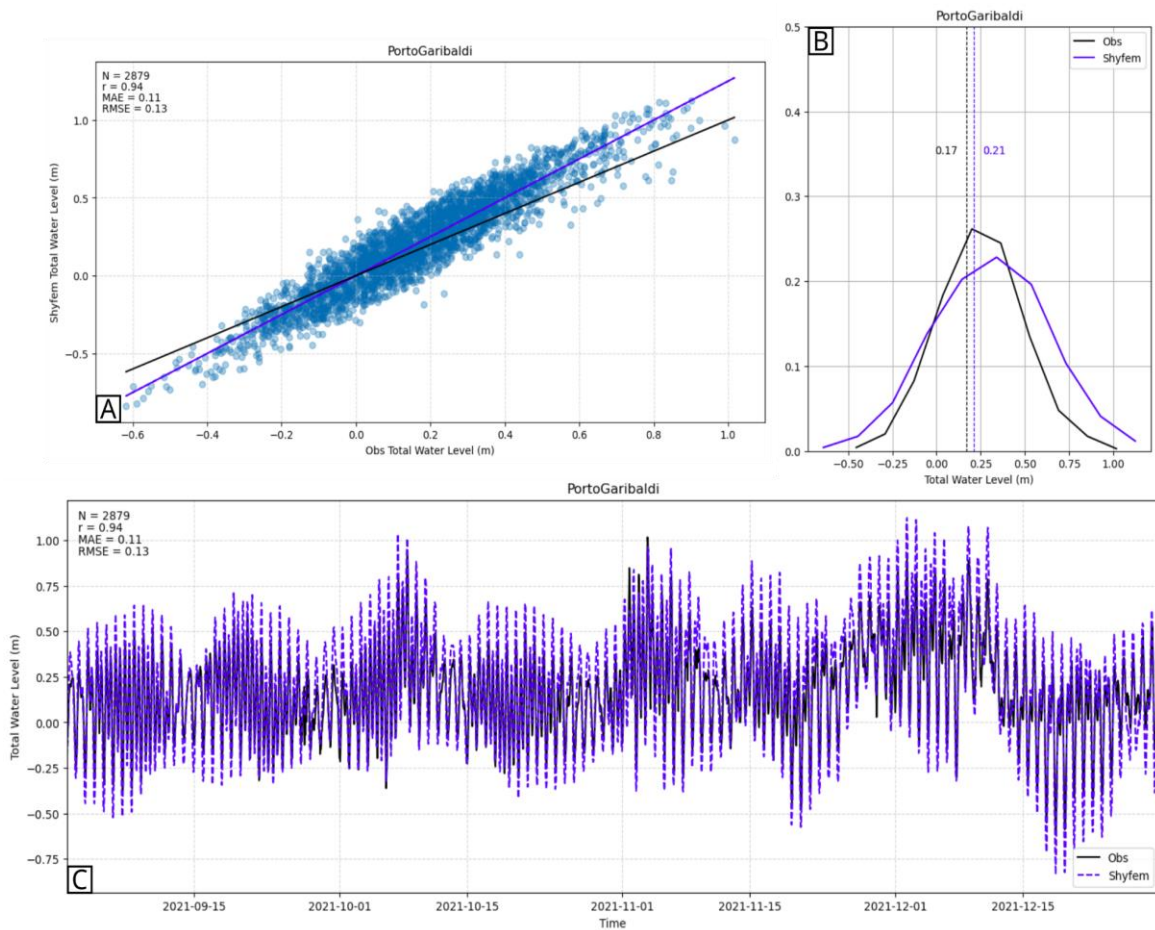 PortoGaribaldi
N = 2879
r = 0.94
MAE = 0.11
RMSE = 0.13
Shyfem Total Water Level (m)
1.0
0.5
0.0
−0.5
A
−0.6 −0.4 −0.2 0.0 0.2 0.4 0.6 0.8 1.0
Obs Total Water Level (m)
PortoGaribaldi
B
Obs
Shyfem
0.5
0.4
0.3
0.2
0.1
0.0
0.17 0.21
−0.50 −0.25 0.00 0.25 0.50 0.75 1.00
Total Water Level (m)
PortoGaribaldi
N = 2879
r = 0.94
MAE = 0.11
RMSE = 0.13
Total Water Level (m)
1.00
0.75
0.50
0.25
0.00
−0.25
−0.50
−0.75
C
Obs
Shyfem
2021-09-15 2021-10-01 2021-10-15 2021-11-01 2021-11-15 2021-12-01 2021-12-15
Time